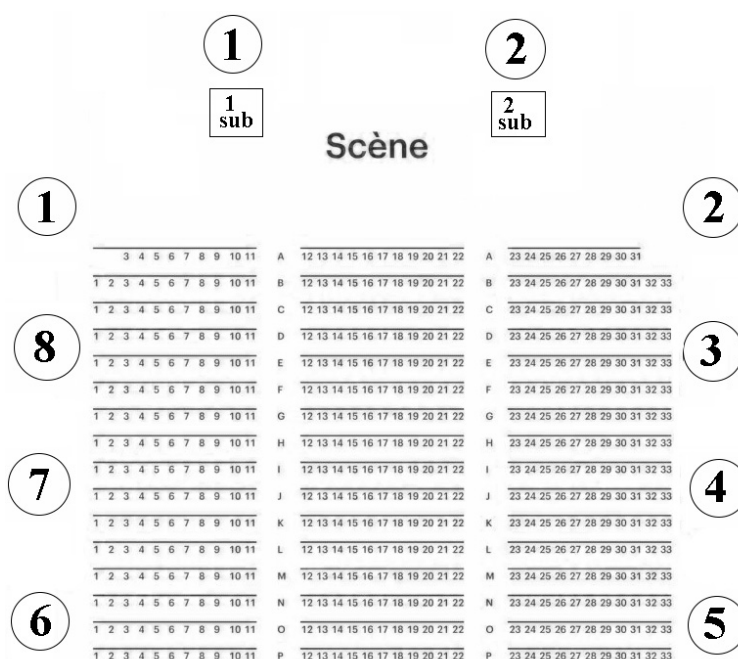 1 2
1 sub 2 sub
Scène
1 2
3 4 5 6 7 8 9 10 11 A 12 13 14 15 16 17 18 19 20 21 22 A 23 24 25 26 27 28 29 30 31
1 2 3 4 5 6 7 8 9 10 11 B 12 13 14 15 16 17 18 19 20 21 22 B 23 24 25 26 27 28 29 30 31 32 33
1 2 3 4 5 6 7 8 9 10 11 C 12 13 14 15 16 17 18 19 20 21 22 C 23 24 25 26 27 28 29 30 31 32 33
8 1 2 3 4 5 6 7 8 9 10 11 D 12 13 14 15 16 17 18 19 20 21 22 D 23 24 25 26 27 28 29 30 31 32 33 3
1 2 3 4 5 6 7 8 9 10 11 E 12 13 14 15 16 17 18 19 20 21 22 E 23 24 25 26 27 28 29 30 31 32 33
1 2 3 4 5 6 7 8 9 10 11 F 12 13 14 15 16 17 18 19 20 21 22 F 23 24 25 26 27 28 29 30 31 32 33
1 2 3 4 5 6 7 8 9 10 11 G 12 13 14 15 16 17 18 19 20 21 22 G 23 24 25 26 27 28 29 30 31 32 33
1 2 3 4 5 6 7 8 9 10 11 H 12 13 14 15 16 17 18 19 20 21 22 H 23 24 25 26 27 28 29 30 31 32 33
7 1 2 3 4 5 6 7 8 9 10 11 I 12 13 14 15 16 17 18 19 20 21 22 I 23 24 25 26 27 28 29 30 31 32 33 4
1 2 3 4 5 6 7 8 9 10 11 J 12 13 14 15 16 17 18 19 20 21 22 J 23 24 25 26 27 28 29 30 31 32 33
1 2 3 4 5 6 7 8 9 10 11 K 12 13 14 15 16 17 18 19 20 21 22 K 23 24 25 26 27 28 29 30 31 32 33
1 2 3 4 5 6 7 8 9 10 11 L 12 13 14 15 16 17 18 19 20 21 22 L 23 24 25 26 27 28 29 30 31 32 33
1 2 3 4 5 6 7 8 9 10 11 M 12 13 14 15 16 17 18 19 20 21 22 M 23 24 25 26 27 28 29 30 31 32 33
1 2 3 4 5 6 7 8 9 10 11 N 12 13 14 15 16 17 18 19 20 21 22 N 23 24 25 26 27 28 29 30 31 32 33
6 1 2 3 4 5 6 7 8 9 10 11 O 12 13 14 15 16 17 18 19 20 21 22 O 23 24 25 26 27 28 29 30 31 32 33 5
1 2 3 4 5 6 7 8 9 10 11 P 12 13 14 15 16 17 18 19 20 21 22 P 23 24 25 26 27 28 29 30 31 32 33